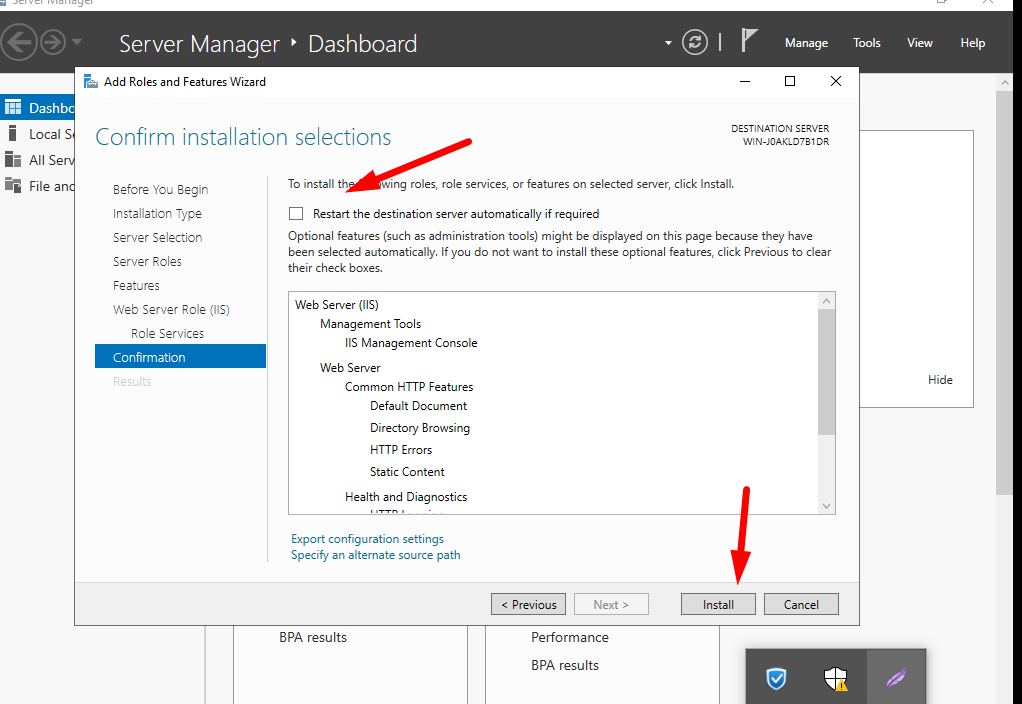 Server Manager
Server Manager Dashboard
Manage Tools View Help
Add Roles and Features Wizard
Dashbo
Local Se
All Serv
File and
Confirm installation selections
DESTINATION SERVER
WIN-J0AKLD7B1DR
Before You Begin
Installation Type
Server Selection
Server Roles
Features
Web Server Role (IIS)
Role Services
Confirmation
Results
To install the wing roles, role services, or features on selected server, click Install.
Restart the destination server automatically if required
Optional features (such as administration tools) might be displayed on this page because they have
been selected automatically. If you do not want to install these optional features, click Previous to clear
their check boxes.
Web Server (IIS)
Management Tools
IIS Management Console
Web Server
Common HTTP Features
Default Document
Directory Browsing
HTTP Errors
Static Content
Health and Diagnostics
Export configuration settings
Specify an alternate source path
Hide
< Previous
Next >
Install
Cancel
BPA results
Performance
BPA results